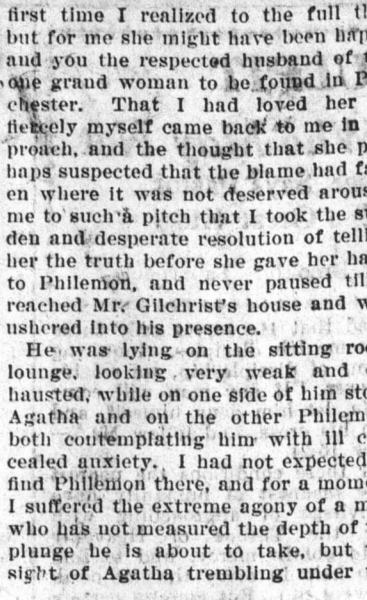 first time I realized to the full th
but for me she might have been hap
and you the respected husband of t
one grand woman to be found in P
chester. That I had loved her
fiercely myself came back to me in
proach, and the thought that she p
haps suspected that the blame had fa
en where it was not deserved arous
me to such a pitch that I took the su
den and desperate resolution of telli
her the truth before she gave her ha
to Philemon, and never paused til
reached Mr. Gilchrist's house and w
ushered into his presence.
He was lying on the sitting roo
lounge, looking very weak and e
hausted, while on one side of him sto
Agatha and on the other Philem
both contemplating him with ill c
cealed anxiety. I had not expected
find Philemon there, and for a mome
I suffered the extreme agony of a m
who has not measured the depth of t
plunge he is about to take, but t
sight of Agatha trembling under